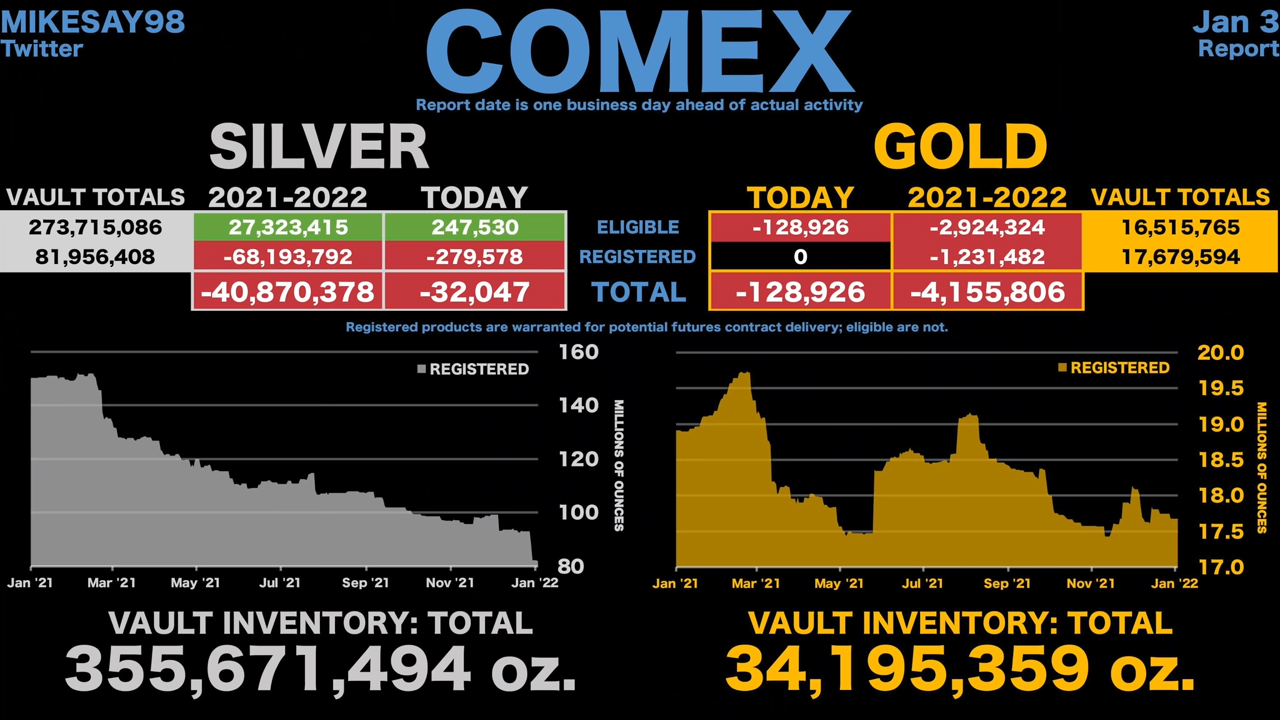 MIKESAY98
Twitter
COMEX
Jan 3
Report
Report date is one business day ahead of actual activity
SILVER
GOLD
VAULT TOTALS 2021-2022 TODAY
TODAY 2021-2022 VAULT TOTALS
273,715,086 27,323,415 247,530 ELIGIBLE -128,926 -2,924,324 16,515,765
81,956,408 -68,193,792 -279,578 REGISTERED 0 -1,231,482 17,679,594
-40,870,378 -32,047 TOTAL -128,926 -4,155,806
Registered products are warranted for potential futures contract delivery; eligible are not.
REGISTERED
160
140
120
100
80
MILLIONS OF OUNCES
Jan '21 Mar '21 May '21 Jul '21 Sep '21 Nov '21 Jan '22
REGISTERED
20.0
19.5
19.0
18.5
18.0
17.5
17.0
MILLIONS OF OUNCES
Jan '21 Mar '21 May '21 Jul '21 Sep '21 Nov '21 Jan '22
VAULT INVENTORY: TOTAL
355,671,494 oz.
VAULT INVENTORY: TOTAL
34,195,359 oz.